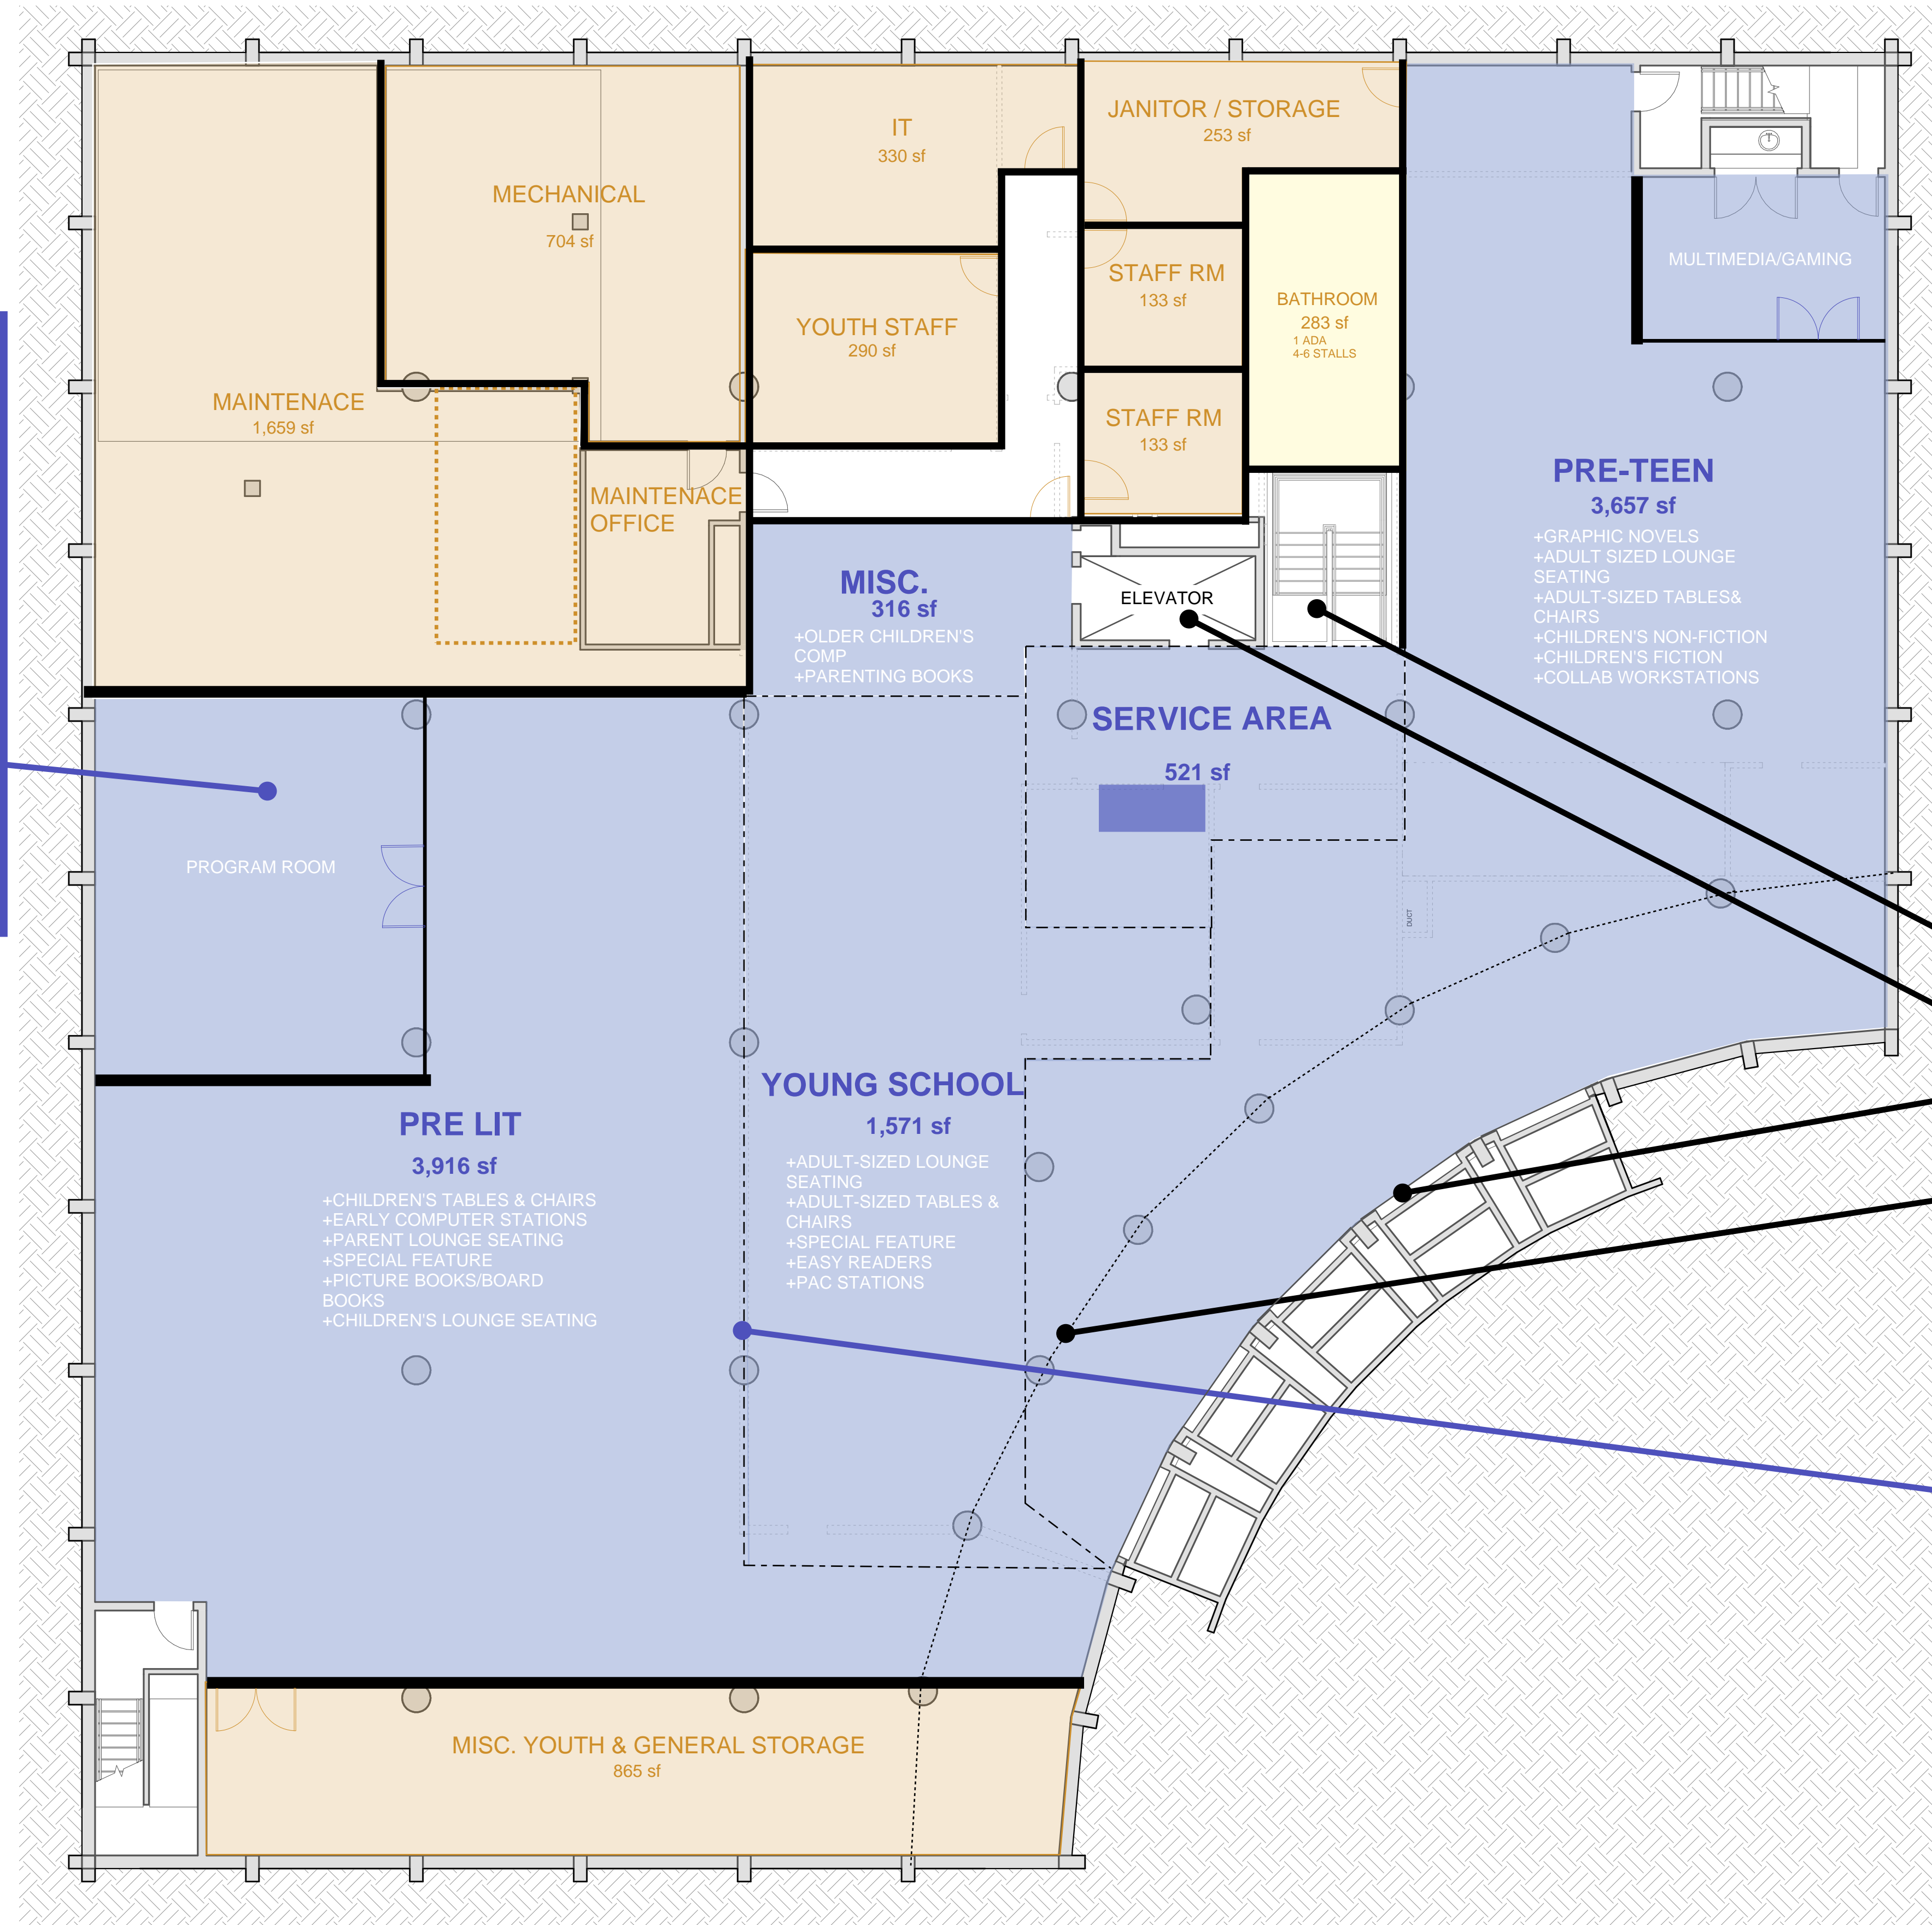 IT
330 sf
JANITOR / STORAGE
253 sf
MECHANICAL
704 sf
MULTIMEDIA/GAMING
STAFF RM
133 sf
BATHROOM
283 sf
1 ADA
4-6 STALLS
YOUTH STAFF
290 sf
MAINTENACE
1,659 sf
STAFF RM
133 sf
MAINTENACE
OFFICE
PRE-TEEN
3,657 sf
+GRAPHIC NOVELS
+ADULT SIZED LOUNGE
SEATING
+ADULT-SIZED TABLES&
CHAIRS
+CHILDREN'S NON-FICTION
+CHILDREN'S FICTION
+COLLAB WORKSTATIONS
MISC.
316 sf
+OLDER CHILDREN'S
COMP
+PARENTING BOOKS
ELEVATOR
SERVICE AREA
521 sf
PROGRAM ROOM
DUCT
YOUNG SCHOOL
1,571 sf
+ADULT-SIZED LOUNGE
SEATING
+ADULT-SIZED TABLES &
CHAIRS
+SPECIAL FEATURE
+EASY READERS
+PAC STATIONS
PRE LIT
3,916 sf
+CHILDREN'S TABLES & CHAIRS
+EARLY COMPUTER STATIONS
+PARENT LOUNGE SEATING
+SPECIAL FEATURE
+PICTURE BOOKS/BOARD
BOOKS
+CHILDREN'S LOUNGE SEATING
MISC. YOUTH & GENERAL STORAGE
865 sf